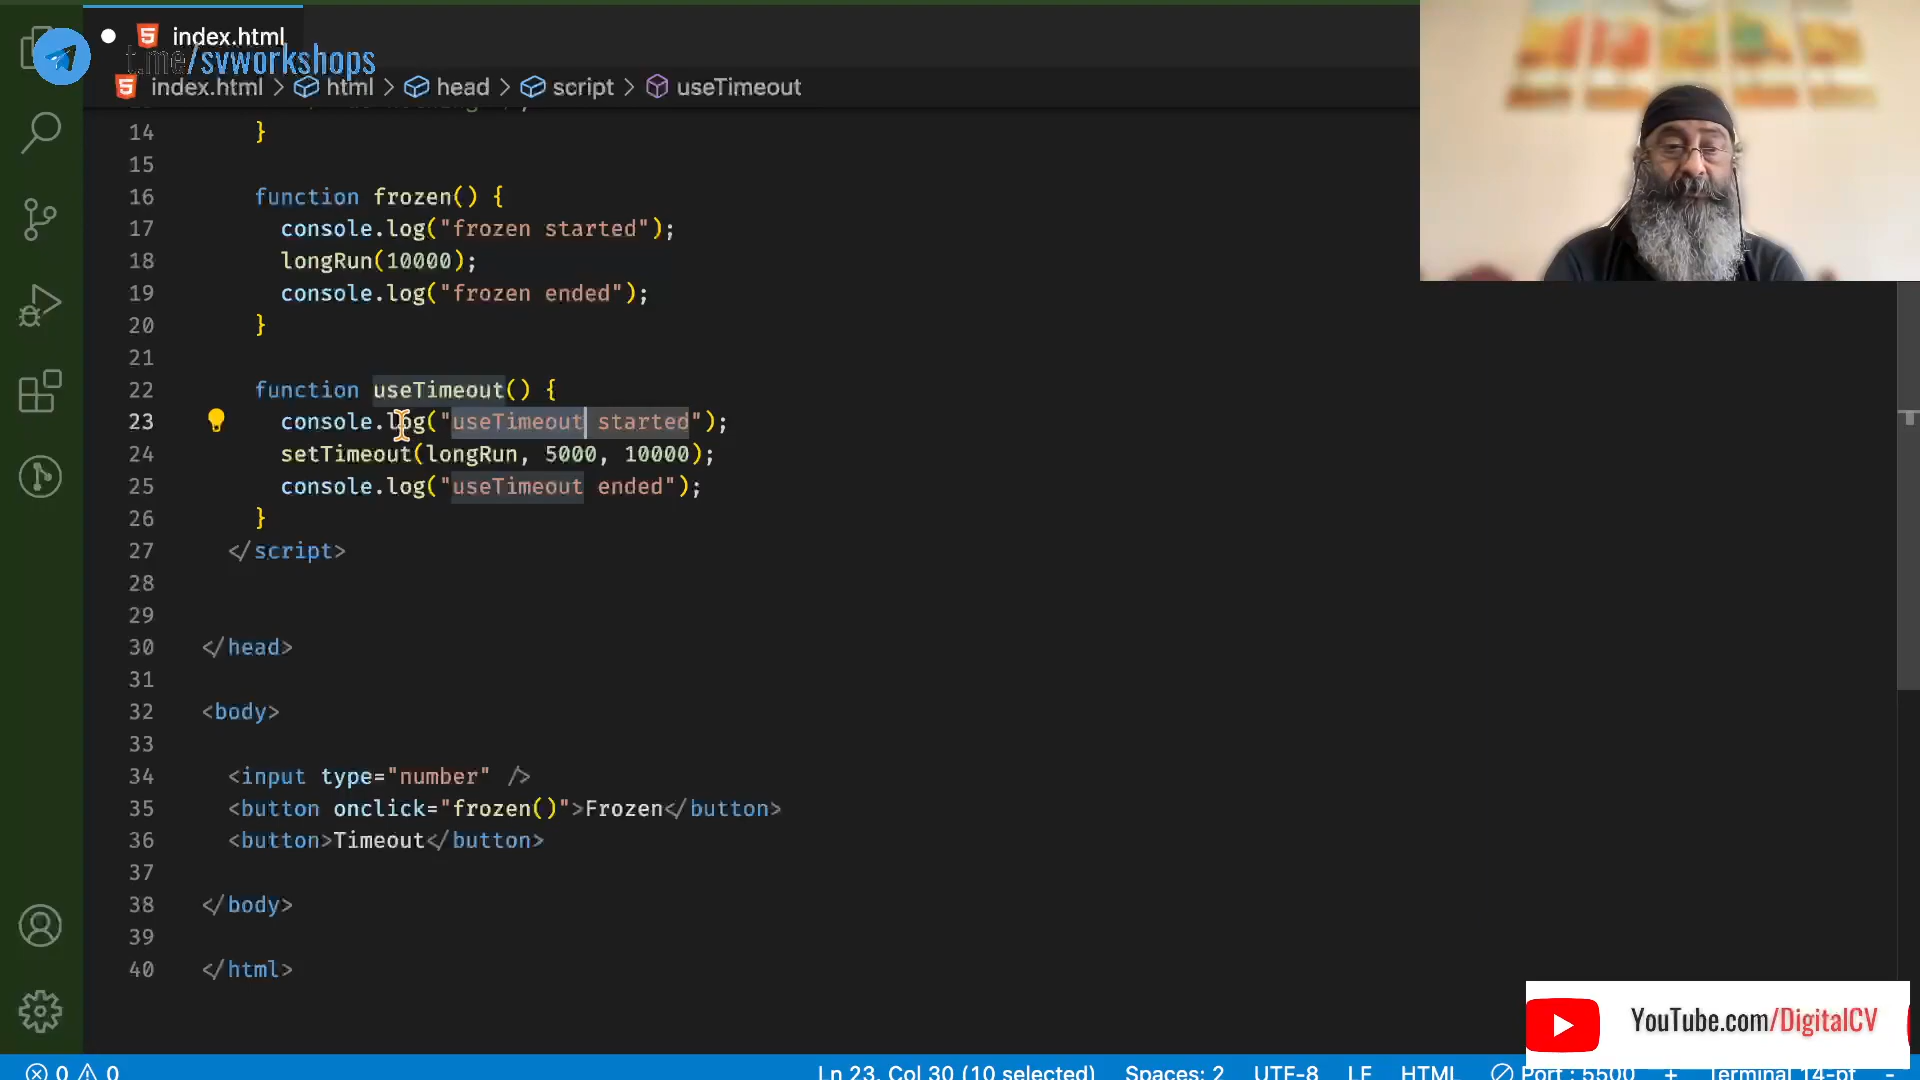 index.html
t.me/svworkshops
index.html > html > head > script > useTimeout
14 }
15
16 function frozen() {
17 console.log("frozen started");
18 longRun(10000);
19 console.log("frozen ended");
20 }
21
22 function useTimeout() {
23 console.log("useTimeout started");
24 setTimeout(longRun, 5000, 10000);
25 console.log("useTimeout ended");
26 }
27 </script>
28
29
30 </head>
31
32 <body>
33
34 <input type="number" />
35 <button onclick="frozen()">Frozen</button>
36 <button>Timeout</button>
37
38 </body>
39
40 </html>
YouTube.com/DigitalCV
0 0 Ln 23, Col 30 (10 selected) Spaces: 2 UTF-8 LF HTML Port : 5500 + Terminal 14-pt -